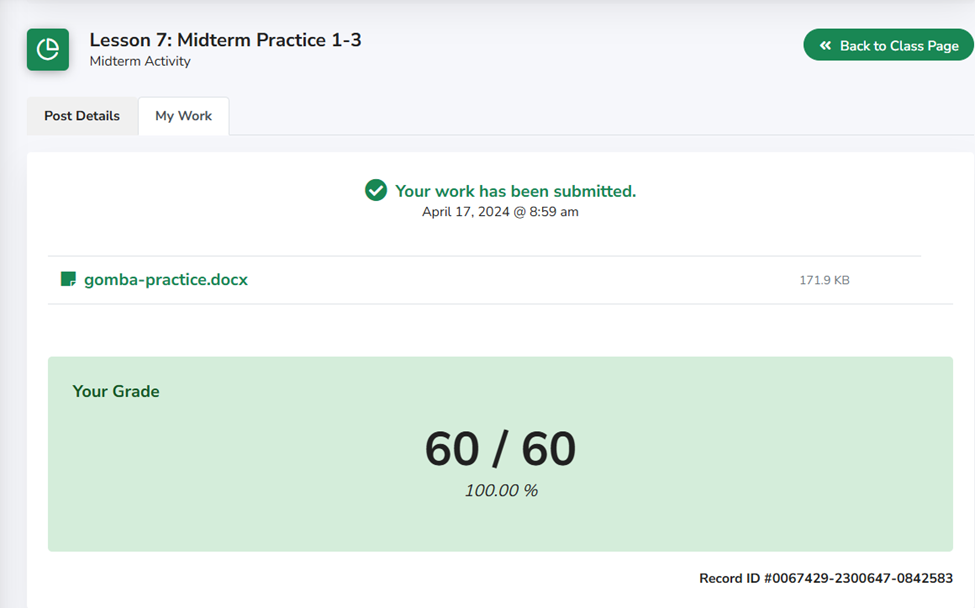 Lesson 7: Midterm Practice 1-3
Midterm Activity
Back to Class Page
Post Details
My Work
Your work has been submitted.
April 17, 2024 @ 8:59 am
gomba-practice.docx
171.9 KB
Your Grade
60 / 60
100.00 %
Record ID #0067429-2300647-0842583